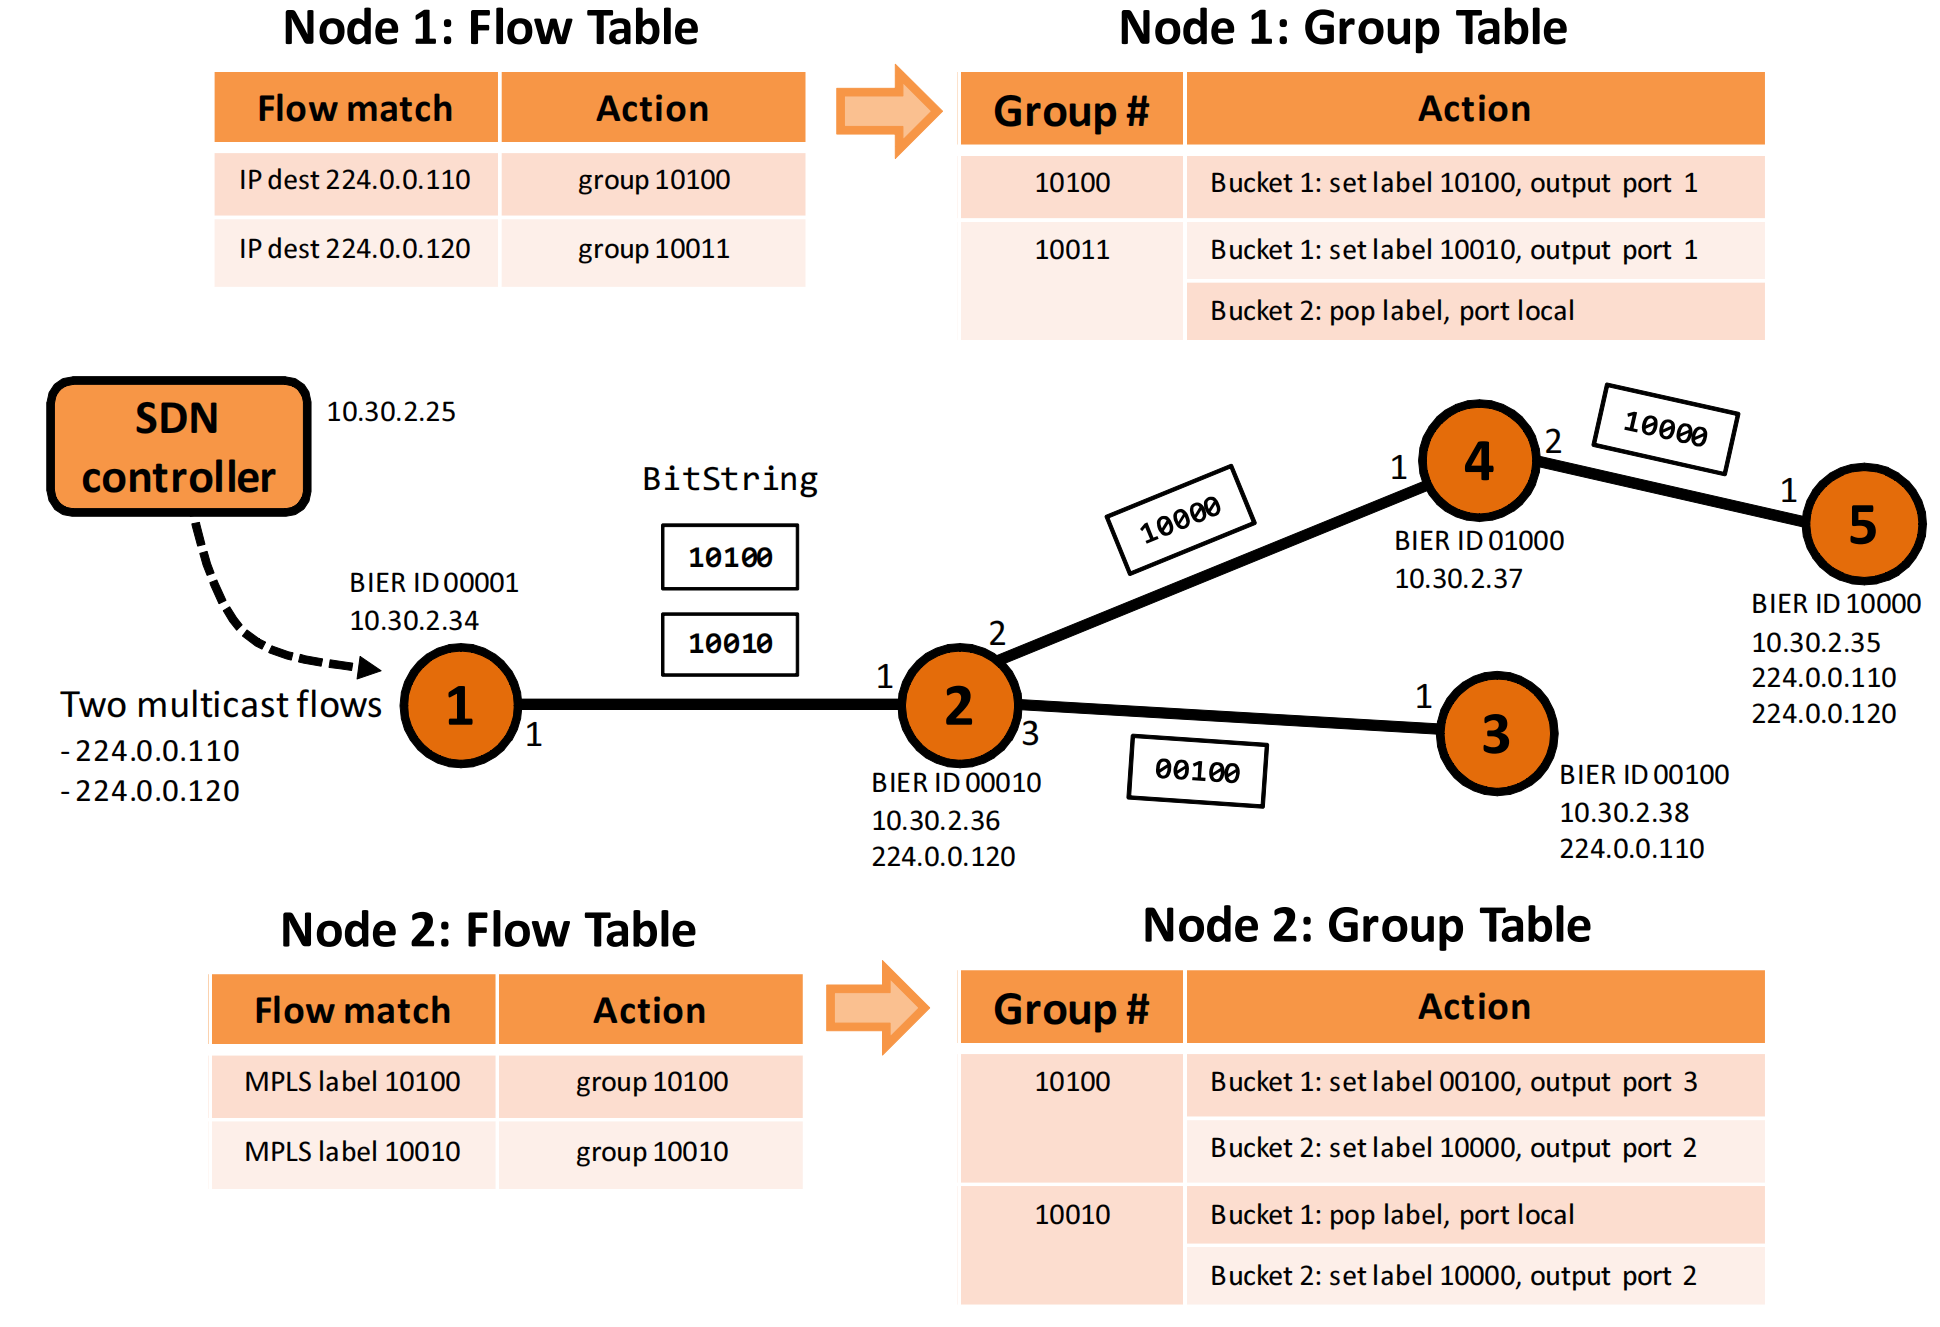 Node 1: Flow Table
Flow match Action
IP dest 224.0.0.110 group 10100
IP dest 224.0.0.120 group 10011
Node 1: Group Table
Group # Action
10100 Bucket 1: set label 10100, output port 1
10011 Bucket 1: set label 10010, output port 1
Bucket 2: pop label, port local
SDN
controller
10.30.2.25
BitString
10100
10010
BIER ID 00001
10.30.2.34
1
1
Two multicast flows
- 224.0.0.110
- 224.0.0.120
1
2
2
3
BIER ID 00010
10.30.2.36
224.0.0.120
10000
1
4
2
BIER ID 01000
10.30.2.37
10000
1
5
BIER ID 10000
10.30.2.35
224.0.0.110
224.0.0.120
00100
1
3
BIER ID 00100
10.30.2.38
224.0.0.110
Node 2: Flow Table
Flow match Action
MPLS label 10100 group 10100
MPLS label 10010 group 10010
Node 2: Group Table
Group # Action
10100 Bucket 1: set label 00100, output port 3
Bucket 2: set label 10000, output port 2
10010 Bucket 1: pop label, port local
Bucket 2: set label 10000, output port 2